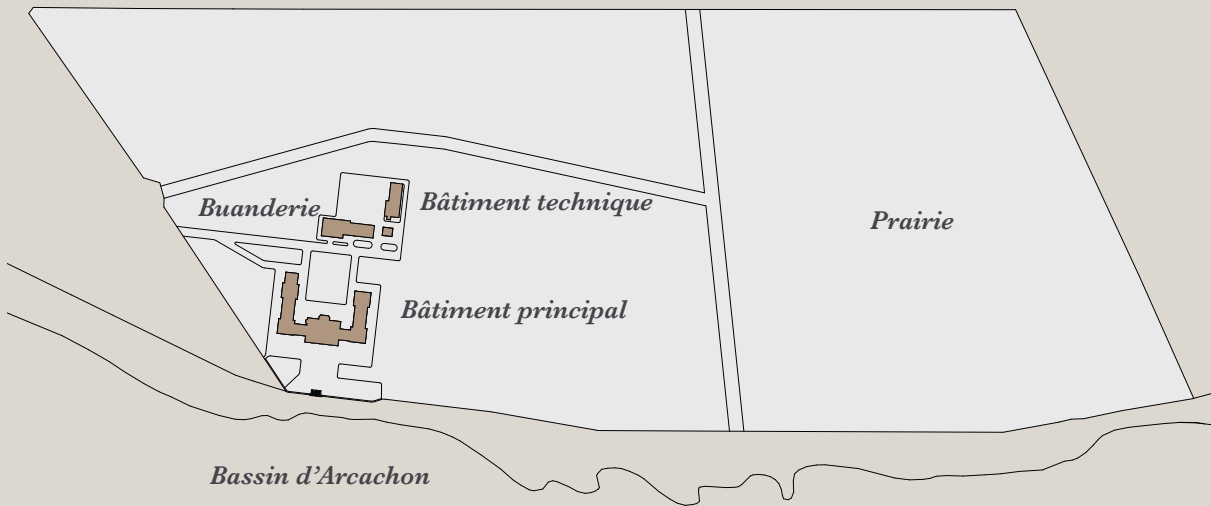 Buanderie
Bâtiment technique
Prairie
Bâtiment principal
Bassin d’Arcachon